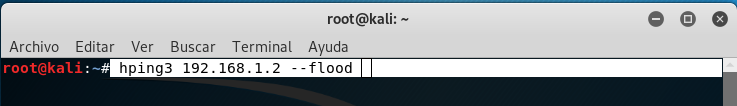 root@kali: ~
Archivo Editar Ver Buscar Terminal Ayuda
root@kali:~# hping3 192.168.1.2 --flood